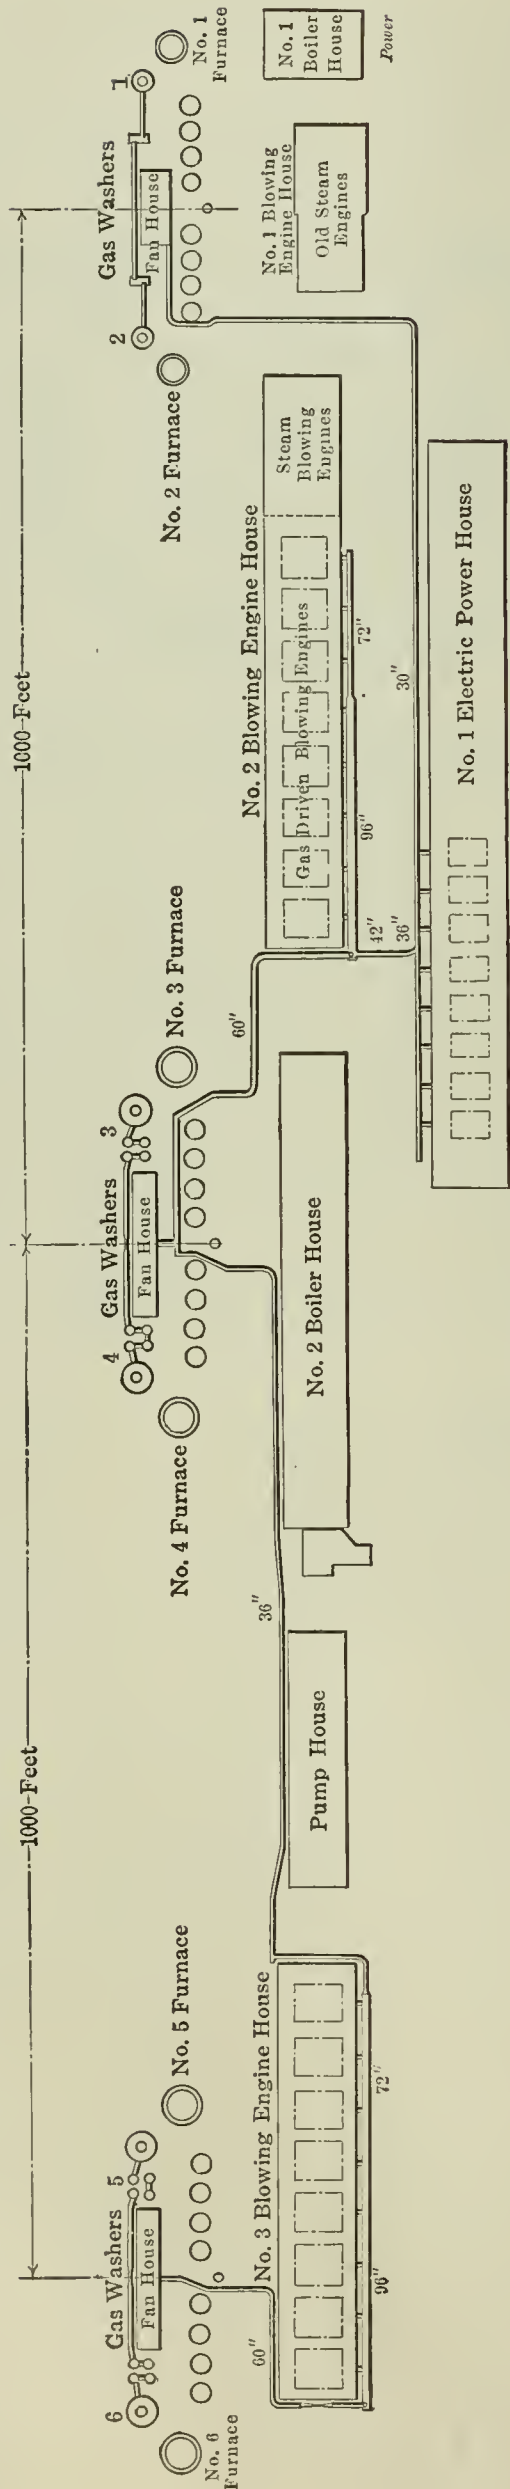 1000-Feet
1000-Feet
6
Gas Washers
5
Fan House
No. 6
Furnace
No. 5 Furnace
60"
No. 3 Blowing Engine House
96"
72"
Pump House
36"
4
Gas Washers
3
Fan House
No. 4 Furnace
No. 3 Furnace
No. 2 Boiler House
60"
No. 2 Blowing Engine House
Gas Driven Blowing Engines
Steam
Blowing
Engines
96"
72"
42"
36"
30"
No. 1 Electric Power House
2
Gas Washers
1
Fan House
No. 2 Furnace
No. 1
Furnace
No. 1 Blowing
Engine House
Old Steam
Engines
No. 1
Boiler
House
Power